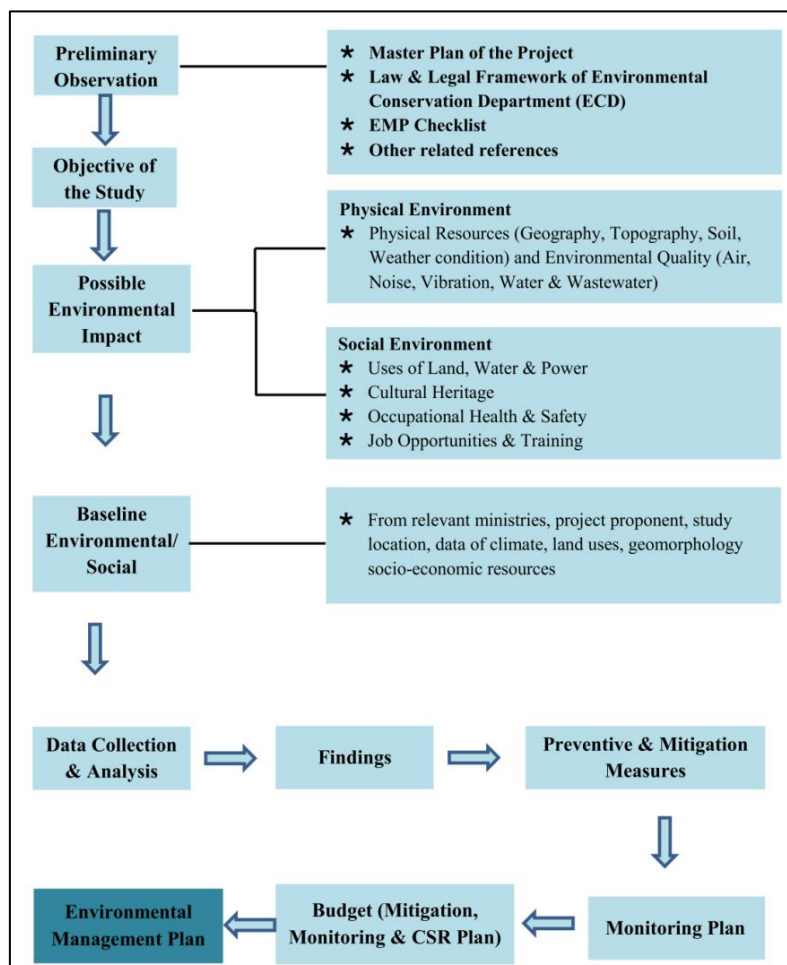 Preliminary
Observation
* Master Plan of the Project
* Law & Legal Framework of Environmental
Conservation Department (ECD)
* EMP Checklist
* Other related references
Objective of
the Study
Possible
Environmental
Impact
Physical Environment
* Physical Resources (Geography, Topography, Soil,
Weather condition) and Environmental Quality (Air,
Noise, Vibration, Water & Wastewater)
Social Environment
* Uses of Land, Water & Power
* Cultural Heritage
* Occupational Health & Safety
* Job Opportunities & Training
Baseline
Environmental/
Social
* From relevant ministries, project proponent, study
location, data of climate, land uses, geomorphology
socio-economic resources
Data Collection
& Analysis
Findings
Preventive & Mitigation
Measures
Monitoring Plan
Budget (Mitigation,
Monitoring & CSR Plan)
Environmental
Management Plan